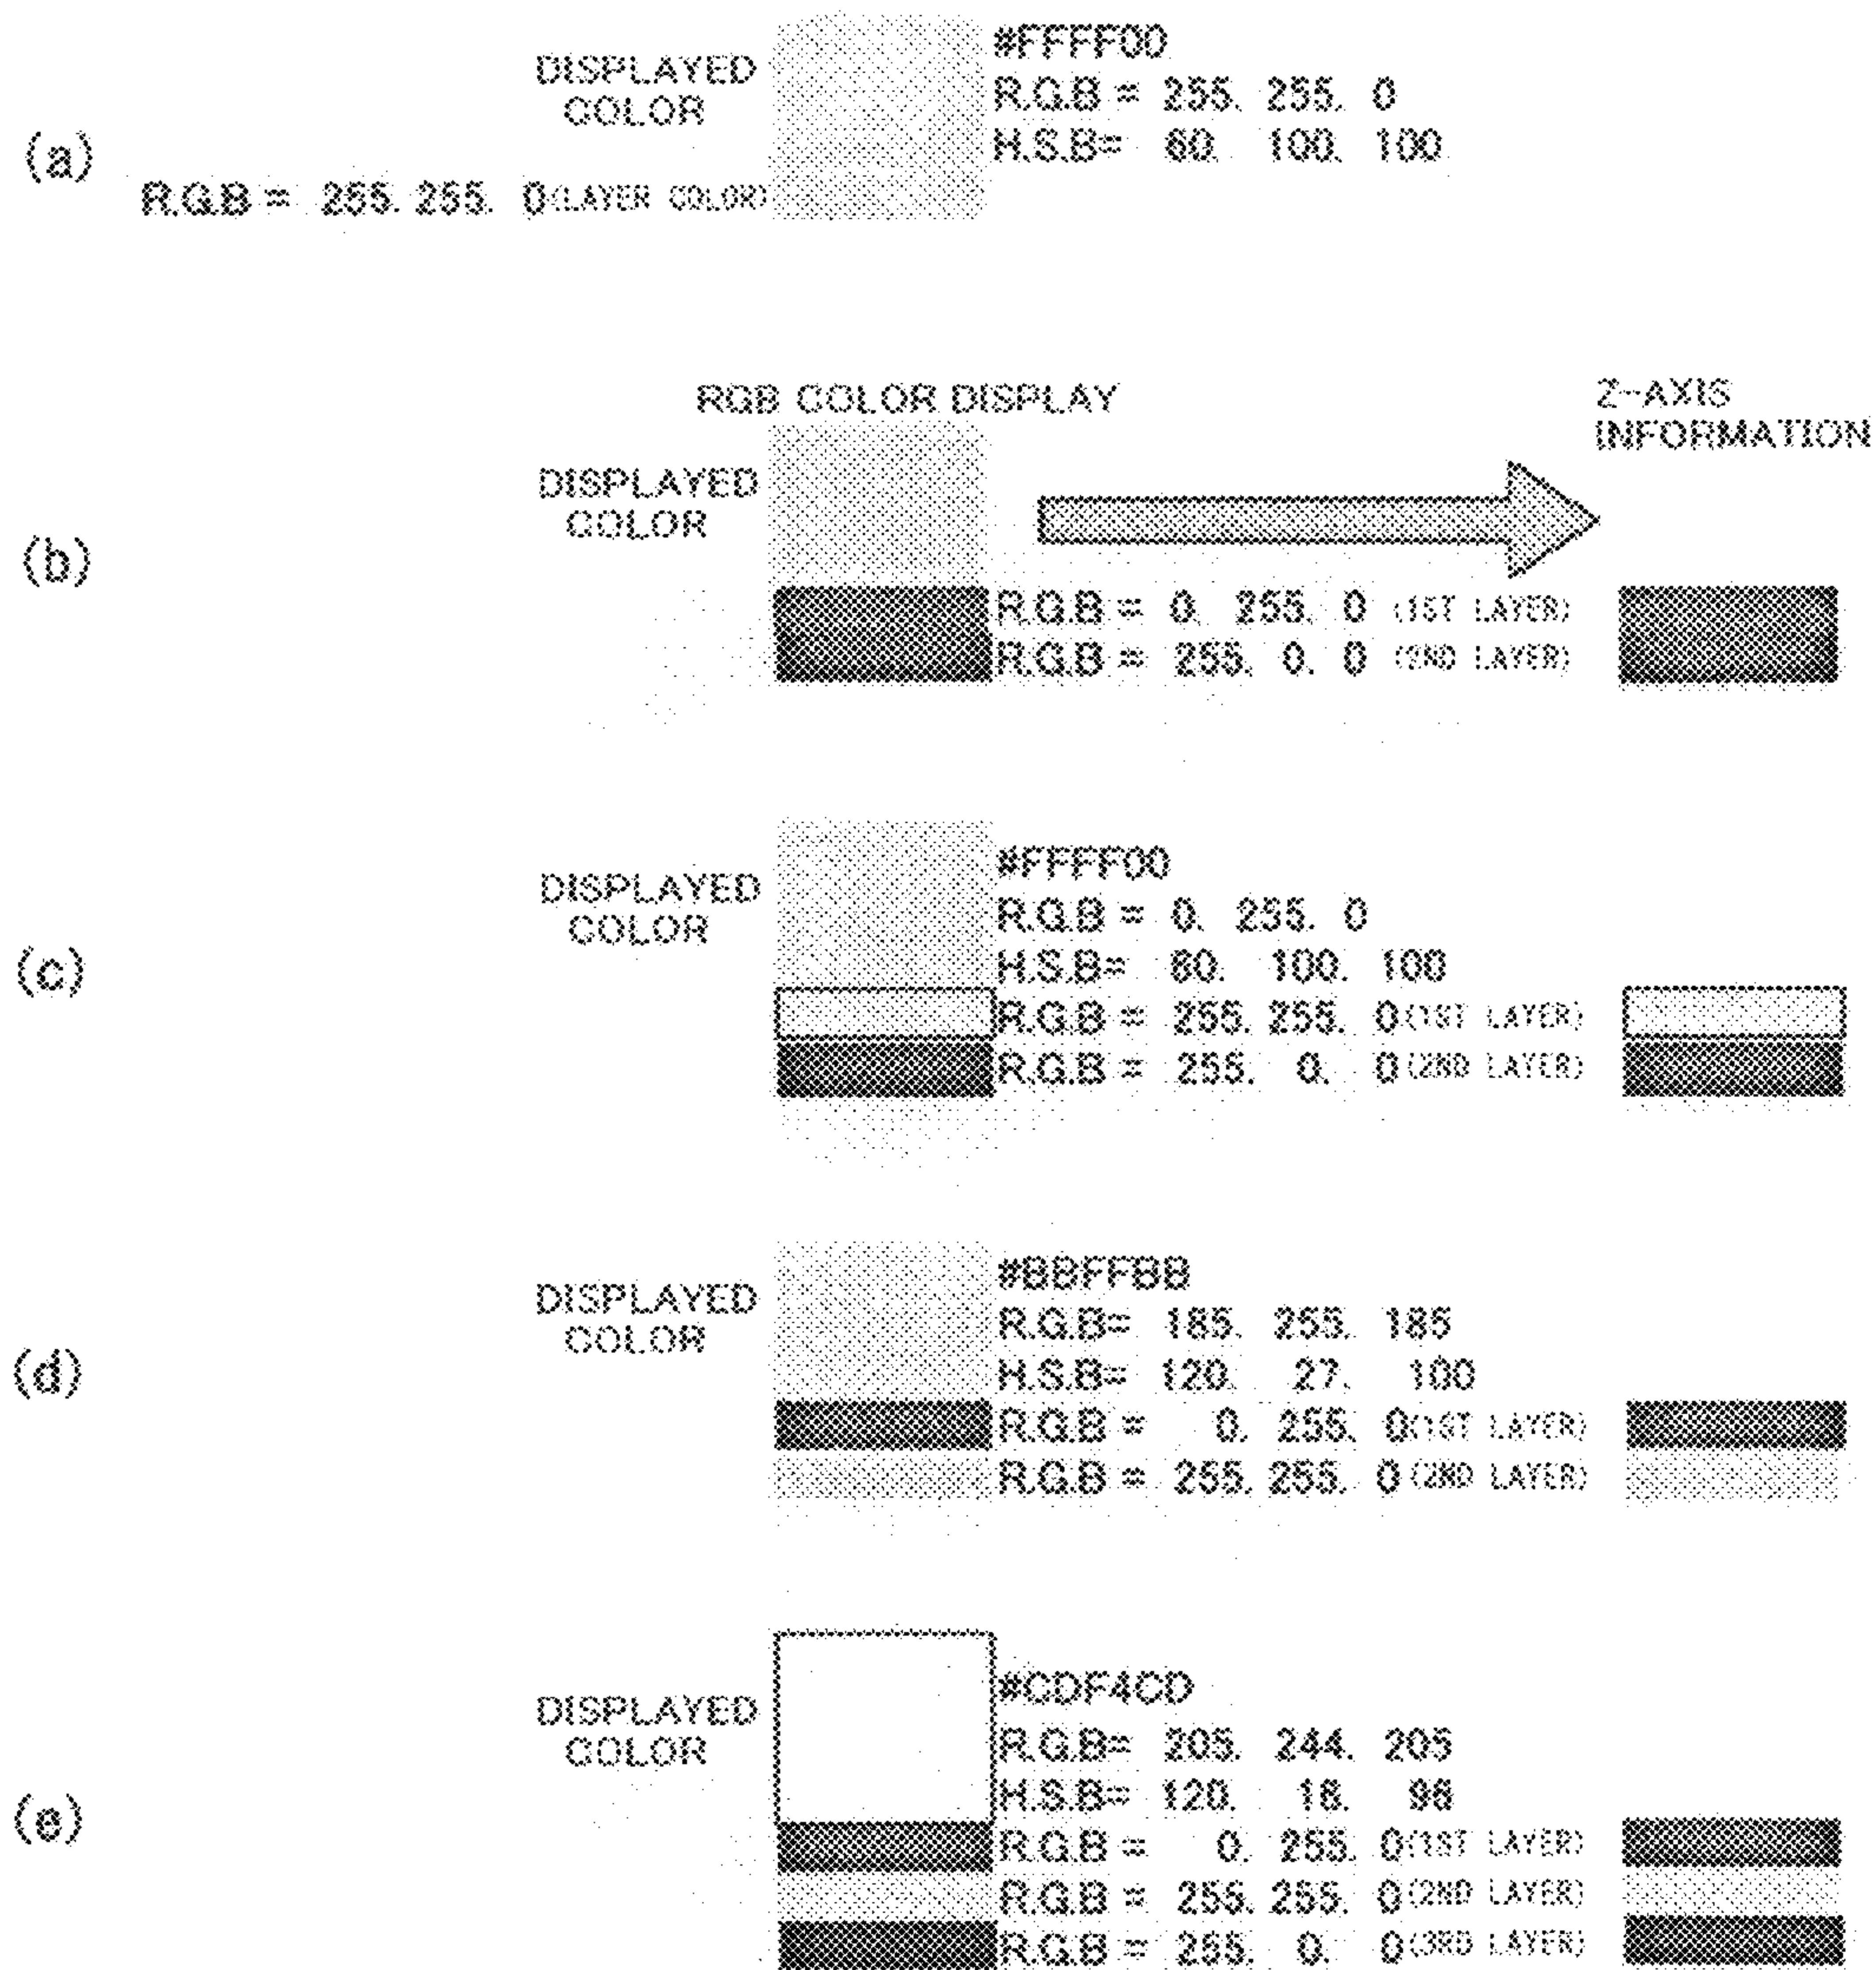 (a)
DISPLAYED
COLOR
#FFFF00
R.G.B = 255. 255. 0
H.S.B= 60. 100. 100
R.G.B = 255. 255. 0(LAYER COLOR)
(b)
RGB COLOR DISPLAY
Z-AXIS
INFORMATION
DISPLAYED
COLOR
R.G.B = 0. 255. 0 (1ST LAYER)
R.G.B = 255. 0. 0 (2ND LAYER)
(c)
DISPLAYED
COLOR
#FFFF00
R.G.B = 0. 255. 0
H.S.B= 60. 100. 100
R.G.B = 255. 255. 0(1ST LAYER)
R.G.B = 255. 0. 0(2ND LAYER)
(d)
DISPLAYED
COLOR
#BBFFBB
R.G.B= 185. 255. 185
H.S.B= 120. 27. 100
R.G.B = 0. 255. 0(1ST LAYER)
R.G.B = 255. 255. 0(2ND LAYER)
(e)
DISPLAYED
COLOR
#CDF4CD
R.G.B= 205. 244. 205
H.S.B= 120. 16. 96
R.G.B = 0. 255. 0(1ST LAYER)
R.G.B = 255. 255. 0(2ND LAYER)
R.G.B = 255. 0. 0(3RD LAYER)